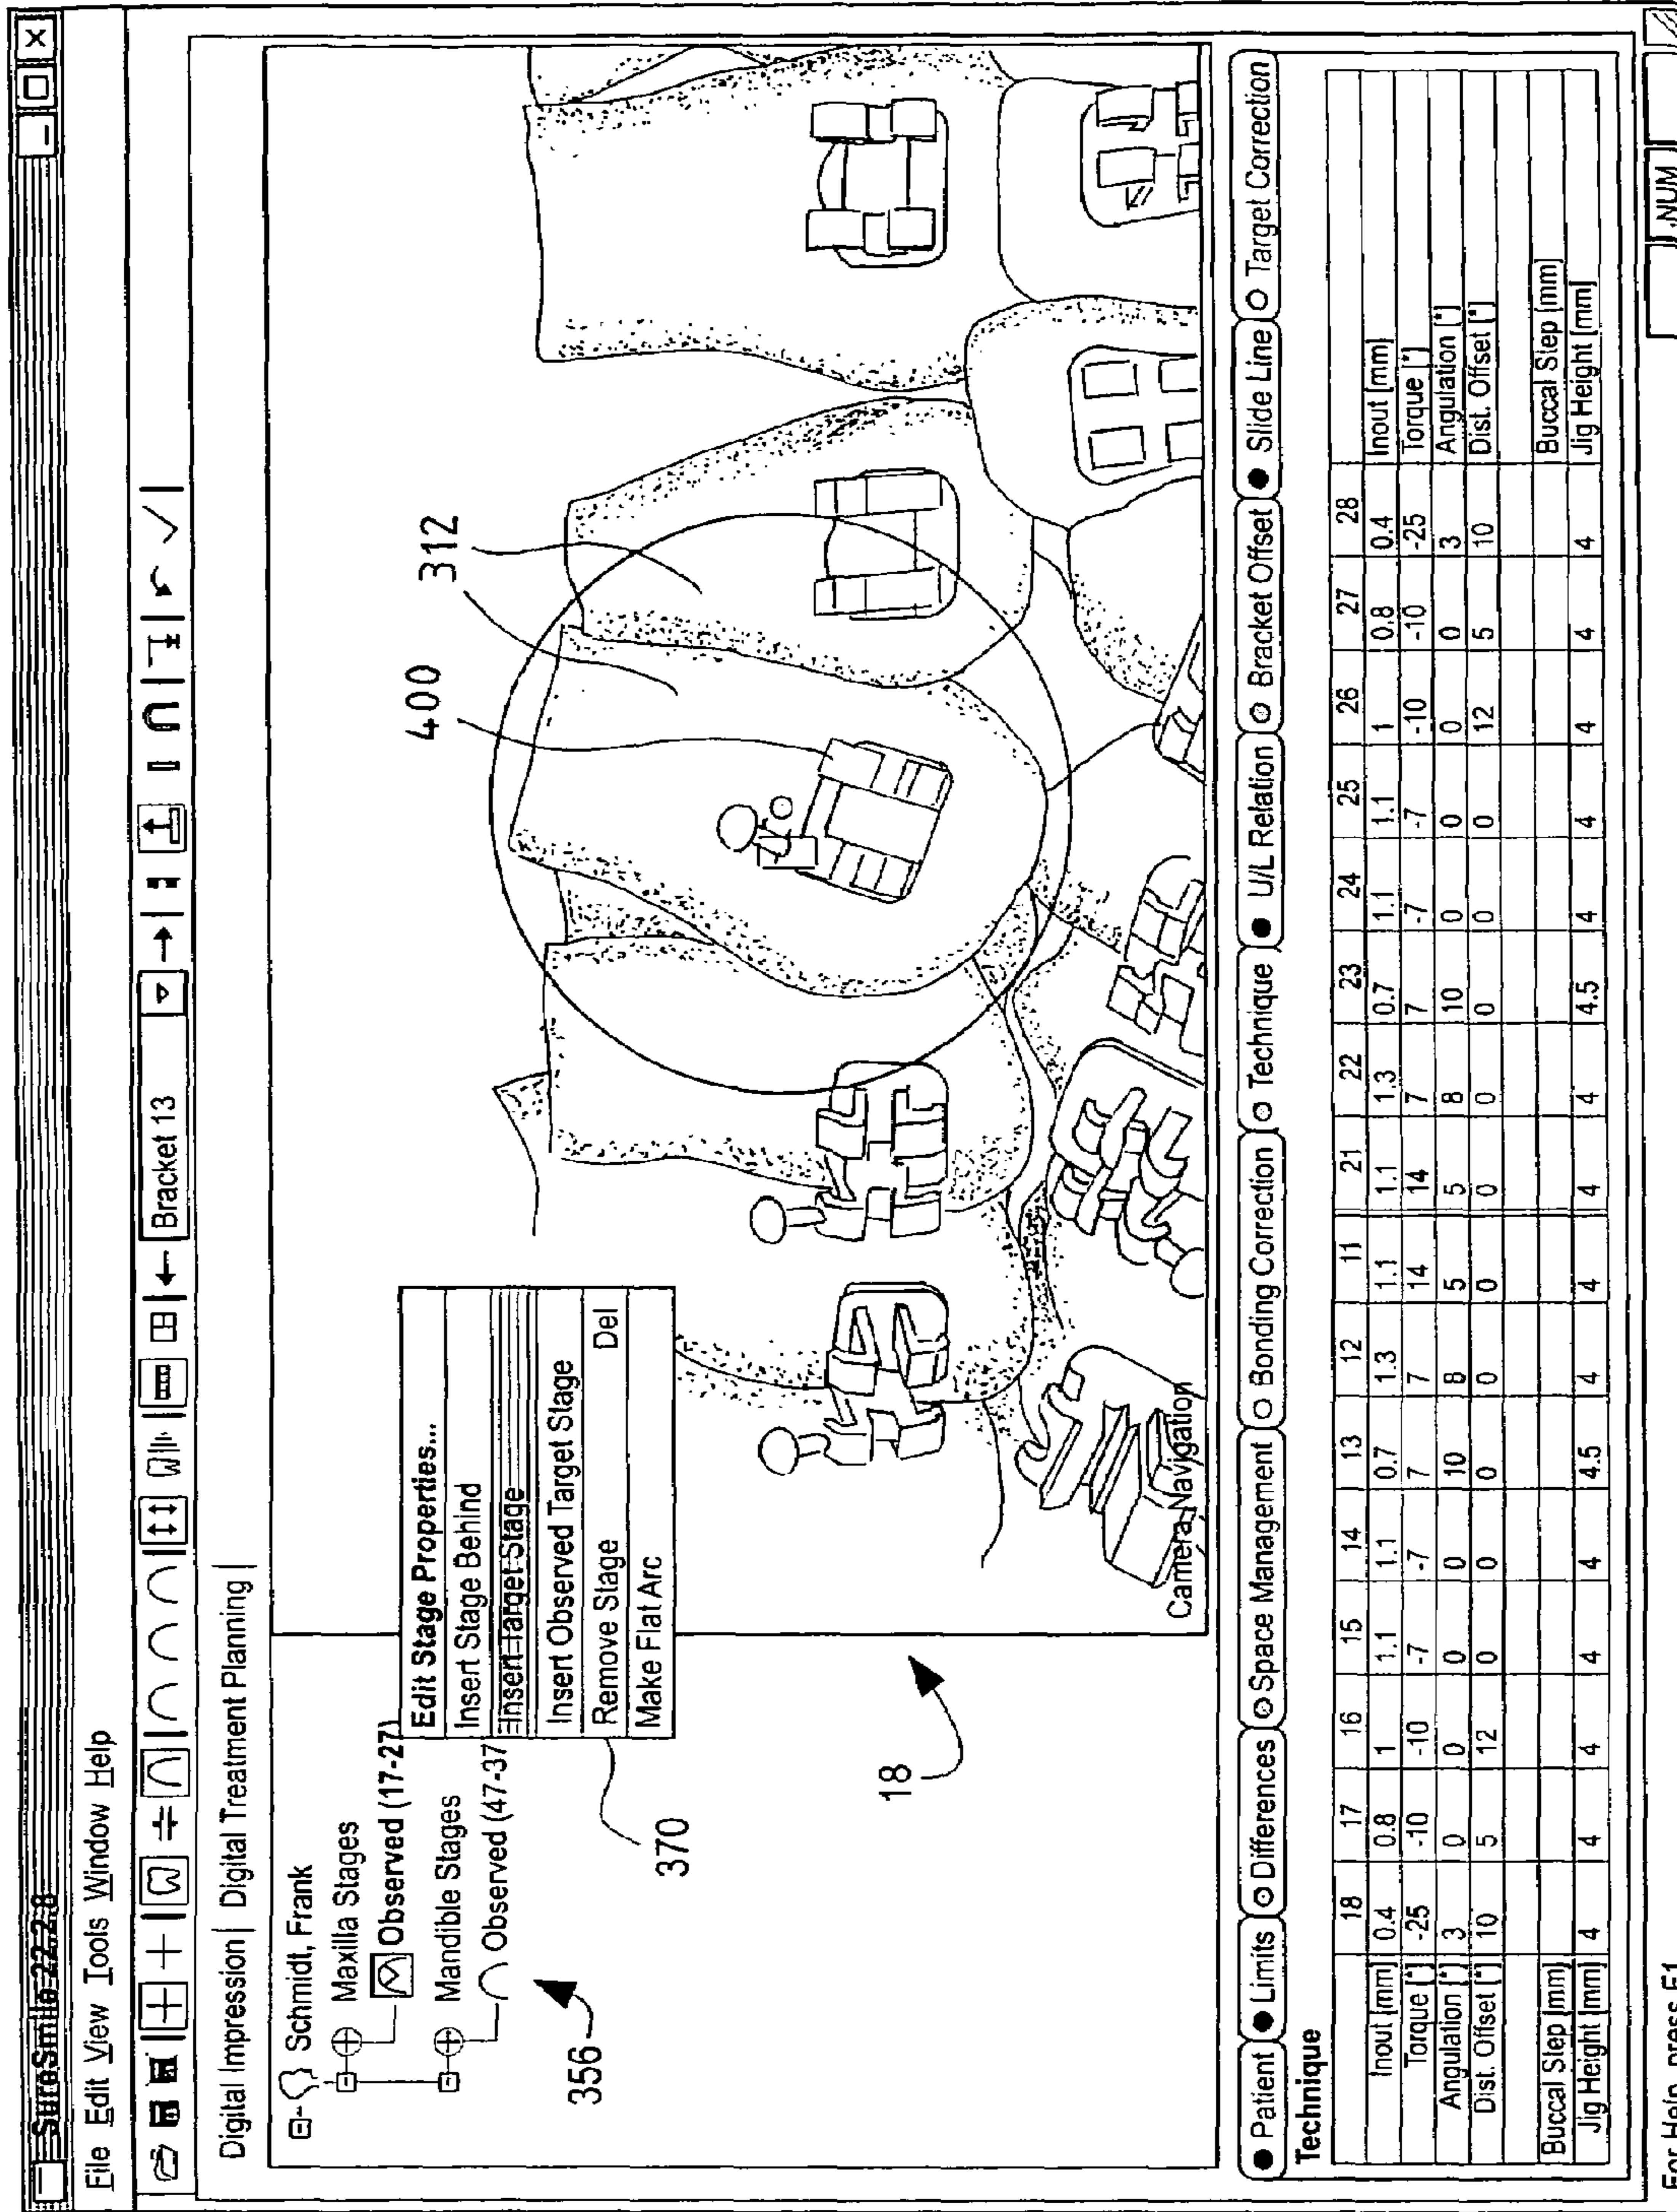 SureSmile 22.2.8
File Edit View Tools Window Help
Bracket 13
Digital Impression | Digital Treatment Planning |
Schmidt, Frank
Maxilla Stages
Observed (17-27)
Mandible Stages
Observed (47-37
356
370
Edit Stage Properties...
Insert Stage Behind
Insert Target Stage
Insert Observed Target Stage
Remove Stage Del
Make Flat Arc
18
400
312
Camera Navigation
Patient Limits Differences Space Management Bonding Correction Technique U/L Relation Bracket Offset Slide Line Target Correction
Technique
18 17 16 15 14 13 12 11 21 22 23 24 25 26 27 28
Inout [mm] 0.4 0.8 1 1.1 1.1 0.7 1.3 1.1 1.1 1.3 0.7 1.1 1.1 1 0.8 0.4 Inout [mm]
Torque [°] -25 -10 -10 -7 -7 7 7 14 14 7 7 -7 -7 -10 -10 -25 Torque [°]
Angulation [°] 3 0 0 0 0 10 8 5 5 8 10 0 0 0 0 3 Angulation [°]
Dist. Offset [°] 10 5 12 0 0 0 0 0 0 0 0 0 0 12 5 10 Dist. Offset [°]
Buccal Step [mm] Buccal Step [mm]
Jig Height [mm] 4 4 4 4 4 4.5 4 4 4 4 4.5 4 4 4 4 4 Jig Height [mm]
For Help, press F1
NUM